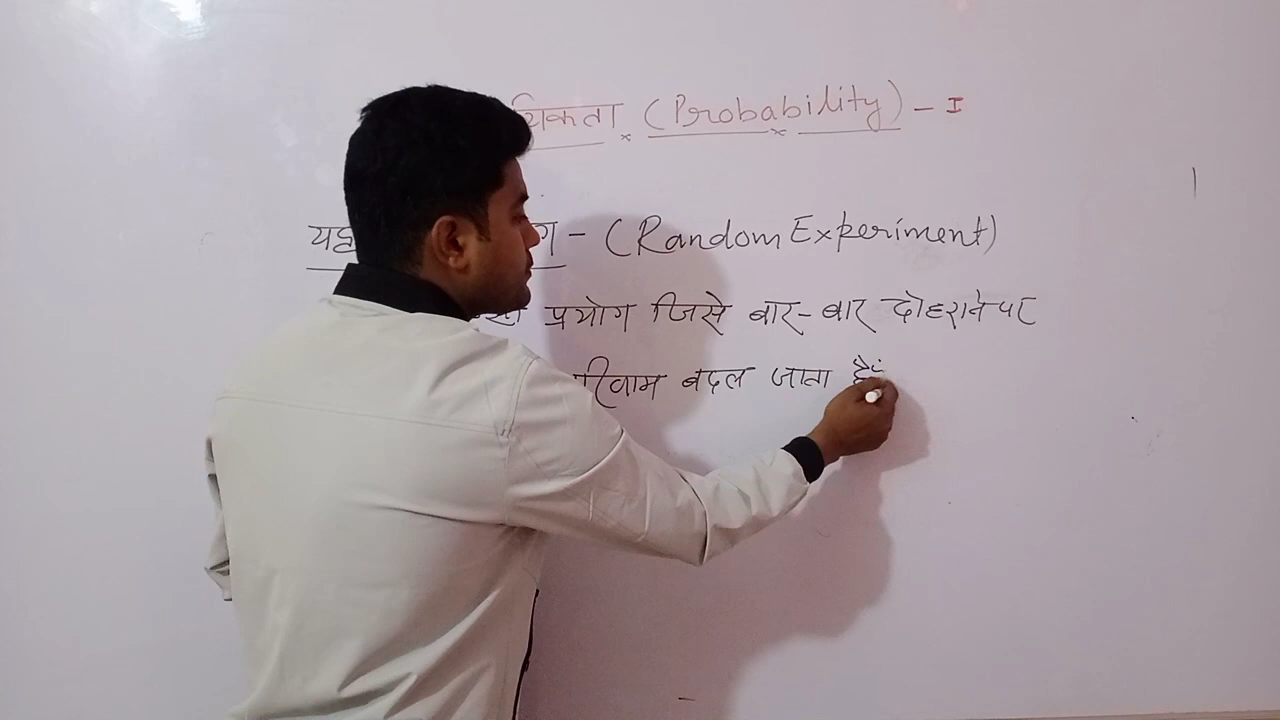 यिकता (Probability) - I
- (Random Experiment)
प्रयोग जिसे बार-बार दोहराने पर
बदल जाता है